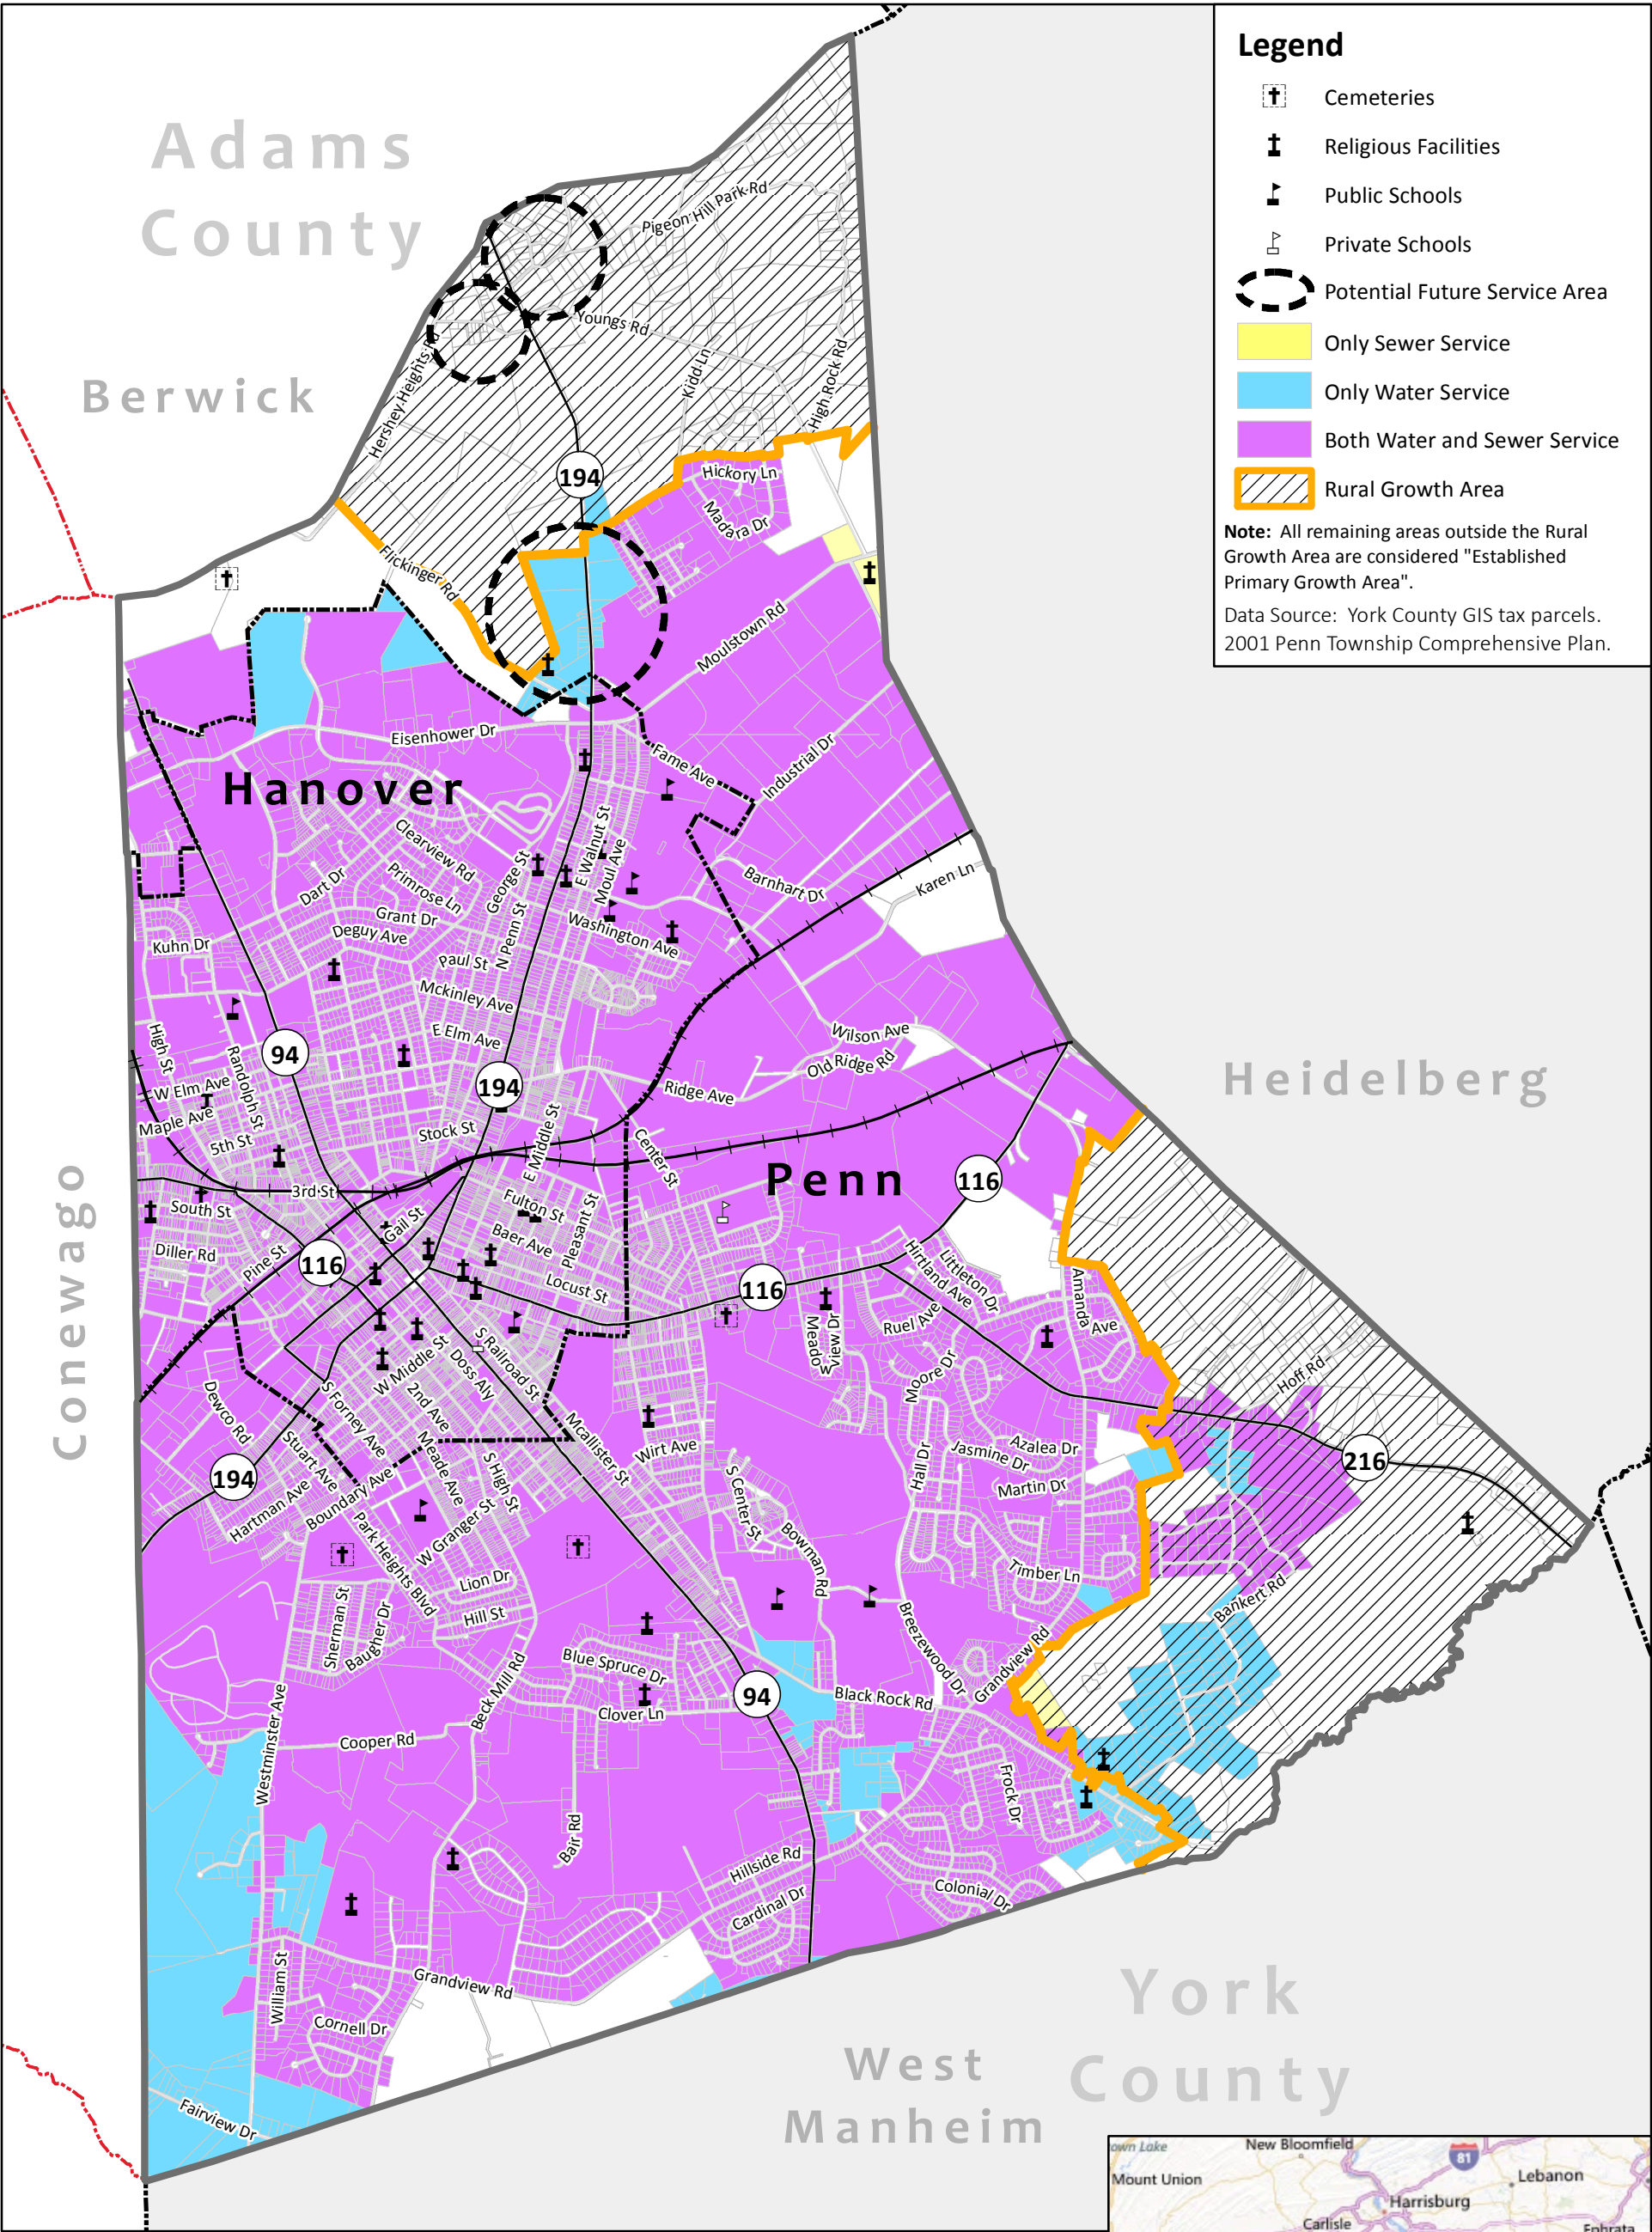 Legend
Cemeteries
Religious Facilities
Public Schools
Private Schools
Potential Future Service Area
Only Sewer Service
Only Water Service
Both Water and Sewer Service
Rural Growth Area
Note: All remaining areas outside the Rural
Growth Area are considered "Established
Primary Growth Area".
Data Source: York County GIS tax parcels.
2001 Penn Township Comprehensive Plan.
Adams
County
Berwick
Pigeon Hill Park Rd
Youngs Rd
Hershey Heights Rd
Kidd Ln
High Rock Rd
194
Hickory Ln
Madara Dr
Flickinger Rd
Moulstown Rd
Eisenhower Dr
Hanover
Fame Ave
Industrial Dr
Clearview Rd
E Walnut St
Moul Ave
George St
Primrose Ln
Dart Dr
Barnhart Dr
Karen Ln
Grant Dr
Deguy Ave
N Penn St
Washington Ave
Kuhn Dr
Paul St
Mckinley Ave
E Elm Ave
Wilson Ave
Old Ridge Rd
High St
Randolph St
94
194
Ridge Ave
Heidelberg
W Elm Ave
Maple Ave
5th St
Stock St
E Middle St
Center St
Penn
116
Conewago
3rd St
South St
Gail St
Fulton St
Baer Ave
Pleasant St
Diller Rd
Pine St
116
Locust St
116
Hirtland Ave
Littleton Dr
Amanda Ave
Ruel Ave
Meadow
View Dr
Moore Dr
Hoff Rd
S Railroad St
W Middle St
Doss Aly
2nd Ave
S Forney Ave
Dewco Rd
Stuart Ave
Meade Ave
S High St
Mcallister St
Wirt Ave
Azalea Dr
Jasmine Dr
Martin Dr
Hall Dr
216
194
Hartman Ave
Boundary Ave
S Center St
W Granger St
Park Heights Blvd
Bowman Rd
Timber Ln
Bankert Rd
Lion Dr
Hill St
Sherman St
Baugher Dr
Breezewood Dr
Grandview Rd
Blue Spruce Dr
Beck Mill Rd
94
Black Rock Rd
Clover Ln
Westminster Ave
Cooper Rd
Frock Dr
Bair Rd
Hillside Rd
Cardinal Dr
Colonial Dr
William St
Grandview Rd
Cornell Dr
Fairview Dr
York
County
West
Manheim
own Lake
New Bloomfield
81
Mount Union
Lebanon
Harrisburg
Carlisle
Ephrata